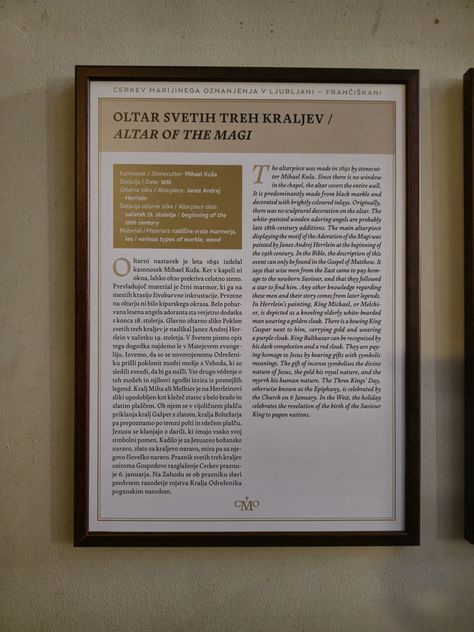 CERKEV MARIJINEGA OZNANJENJA V LJUBLJANI – FRANČIŠKANI
OLTAR SVETIH TREH KRALJEV /
ALTAR OF THE MAGI
Kamnosek / Stonecutter: Mihael Kuša
Datacija / Date: 1691
Oltarna slika / Altarpiece: Janez Andrej
Herrlein
Datacija oltarne slike / Altarpiece date:
začetek 19. stoletja / beginning of the
19th century
Materiali / Materials: različne vrste marmorja,
les / various types of marble, wood
Oltarni nastavek je leta 1691 izdelal
kamnosek Mihael Kuša. Ker v kapeli ni
okna, lahko oltar prekriva celotno steno.
Prevladujoč material je črni marmor, ki ga na
mestih krasijo živobarvne inkrustacije. Prvotno
na oltarju ni bilo kiparskega okrasa. Belo pobar-
vana lesena angela adoranta sta verjetno dodatka
s konca 18. stoletja. Glavno oltarno sliko Poklon
svetih treh kraljev je naslikal Janez Andrej Her-
rlein v začetku 19. stoletja. V Svetem pismu opis
tega dogodka najdemo le v Matejevem evange-
liju. Izvemo, da so se novorojenemu Odrešeni-
ku prišli poklonit modri možje z Vzhoda, ki so
sledili zvezdi, da bi ga našli. Vse drugo védenje o
teh možeh in njihovi zgodbi izvira iz poznejših
legend. Kralj Miha ali Melhior je na Herrleinovi
sliki upodobljen kot klečeč starec z belo brado in
zlatim plaščem. Ob njem se v vijoličnem plašču
priklanja kralj Gašper z zlatom, kralja Boltežarja
pa prepoznamo po temni polti in rdečem plašču.
Jezusu se klanjajo z darili, ki imajo vsako svoj
simbolni pomen. Kadilo je za Jezusovo božansko
naravo, zlato za kraljevo naravo, mira pa za nje-
govo človeško naravo. Praznik svetih treh kraljev
oziroma Gospodovo razglašenje Cerkev praznu-
je 6. januarja. Na Zahodu se ob prazniku slavi
predvsem razodetje rojstva Kralja Odrešenika
poganskim narodom.
The altarpiece was made in 1691 by stonecut-
ter Mihael Kuša. Since there is no window
in the chapel, the altar covers the entire wall.
It is predominantly made from black marble and
decorated with brightly coloured inlays. Originally,
there was no sculptural decoration on the altar. The
white-painted wooden adoring angels are probably
late 18th-century additions. The main altarpiece
displaying the motif of the Adoration of the Magi was
painted by Janez Andrej Herrlein at the beginning of
the 19th century. In the Bible, the description of this
event can only be found in the Gospel of Matthew. It
says that wise men from the East came to pay hom-
age to the newborn Saviour, and that they followed
a star to find him. Any other knowledge regarding
these men and their story comes from later legends.
In Herrlein's painting, King Michael, or Melchi-
or, is depicted as a kneeling elderly white-bearded
man wearing a golden cloak. There is a bowing King
Caspar next to him, carrying gold and wearing
a purple cloak. King Balthazar can be recognized by
his dark complexion and a red cloak. They are pay-
ing homage to Jesus by bearing gifts with symbolic
meanings. The gift of incense symbolises the divine
nature of Jesus, the gold his royal nature, and the
myrrh his human nature. The Three Kings' Day,
otherwise known as the Epiphany, is celebrated by
the Church on 6 January. In the West, the holiday
celebrates the revelation of the birth of the Saviour
King to pagan nations.